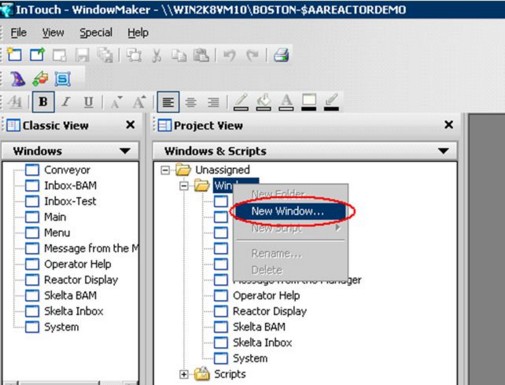 InTouch - WindowMaker - \\WIN2K8VM10\BOSTON-$AAREACTORDEMO
File View Special Help
B I U A A A
Classic View X
Project View X
Windows
Windows & Scripts
Conveyor
Inbox-BAM
Inbox-Test
Main
Menu
Message from the M
Operator Help
Reactor Display
Skelta BAM
Skelta Inbox
System
Unassigned
New Folder...
New Window...
New Script
Rename...
Delete
Message from the Manager
Operator Help
Reactor Display
Skelta BAM
Skelta Inbox
System
Scripts